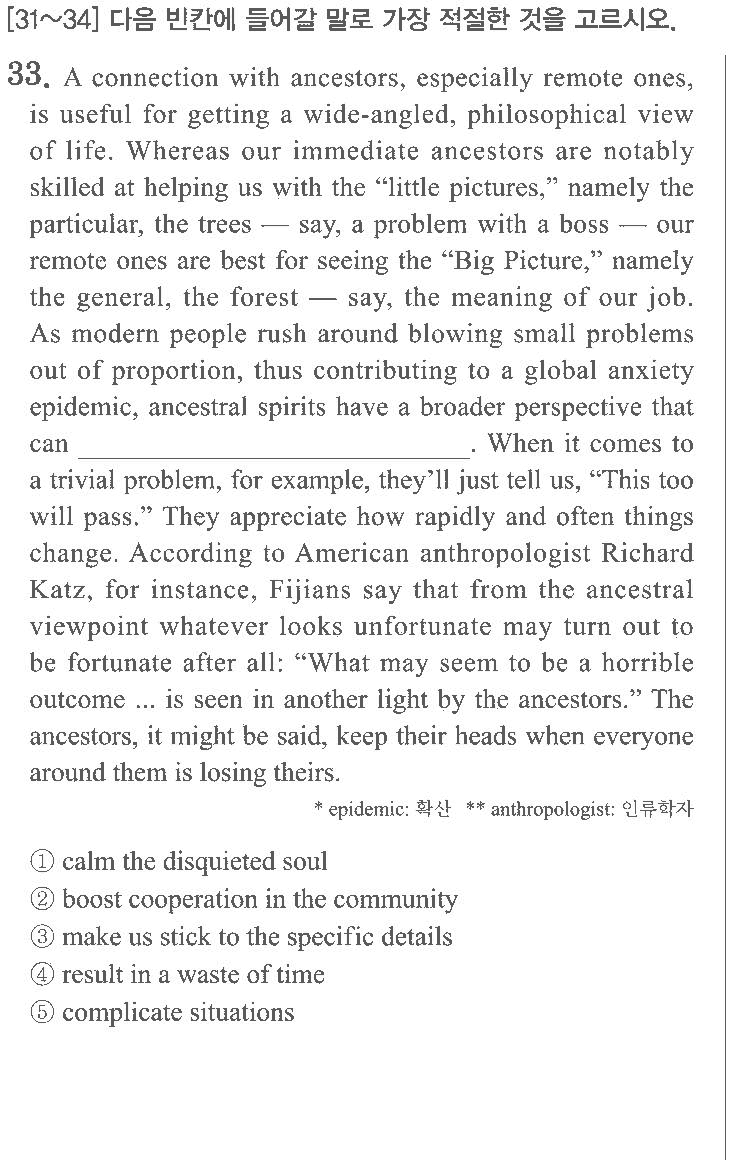 [31～34] 다음 빈칸에 들어갈 말로 가장 적절한 것을 고르시오.
33. A connection with ancestors, especially remote ones,
is useful for getting a wide-angled, philosophical view
of life. Whereas our immediate ancestors are notably
skilled at helping us with the “little pictures,” namely the
particular, the trees — say, a problem with a boss — our
remote ones are best for seeing the “Big Picture,” namely
the general, the forest — say, the meaning of our job.
As modern people rush around blowing small problems
out of proportion, thus contributing to a global anxiety
epidemic, ancestral spirits have a broader perspective that
can ______________________________. When it comes to
a trivial problem, for example, they’ll just tell us, “This too
will pass.” They appreciate how rapidly and often things
change. According to American anthropologist Richard
Katz, for instance, Fijians say that from the ancestral
viewpoint whatever looks unfortunate may turn out to
be fortunate after all: “What may seem to be a horrible
outcome ... is seen in another light by the ancestors.” The
ancestors, it might be said, keep their heads when everyone
around them is losing theirs.
* epidemic: 확산 ** anthropologist: 인류학자
① calm the disquieted soul
② boost cooperation in the community
③ make us stick to the specific details
④ result in a waste of time
⑤ complicate situations